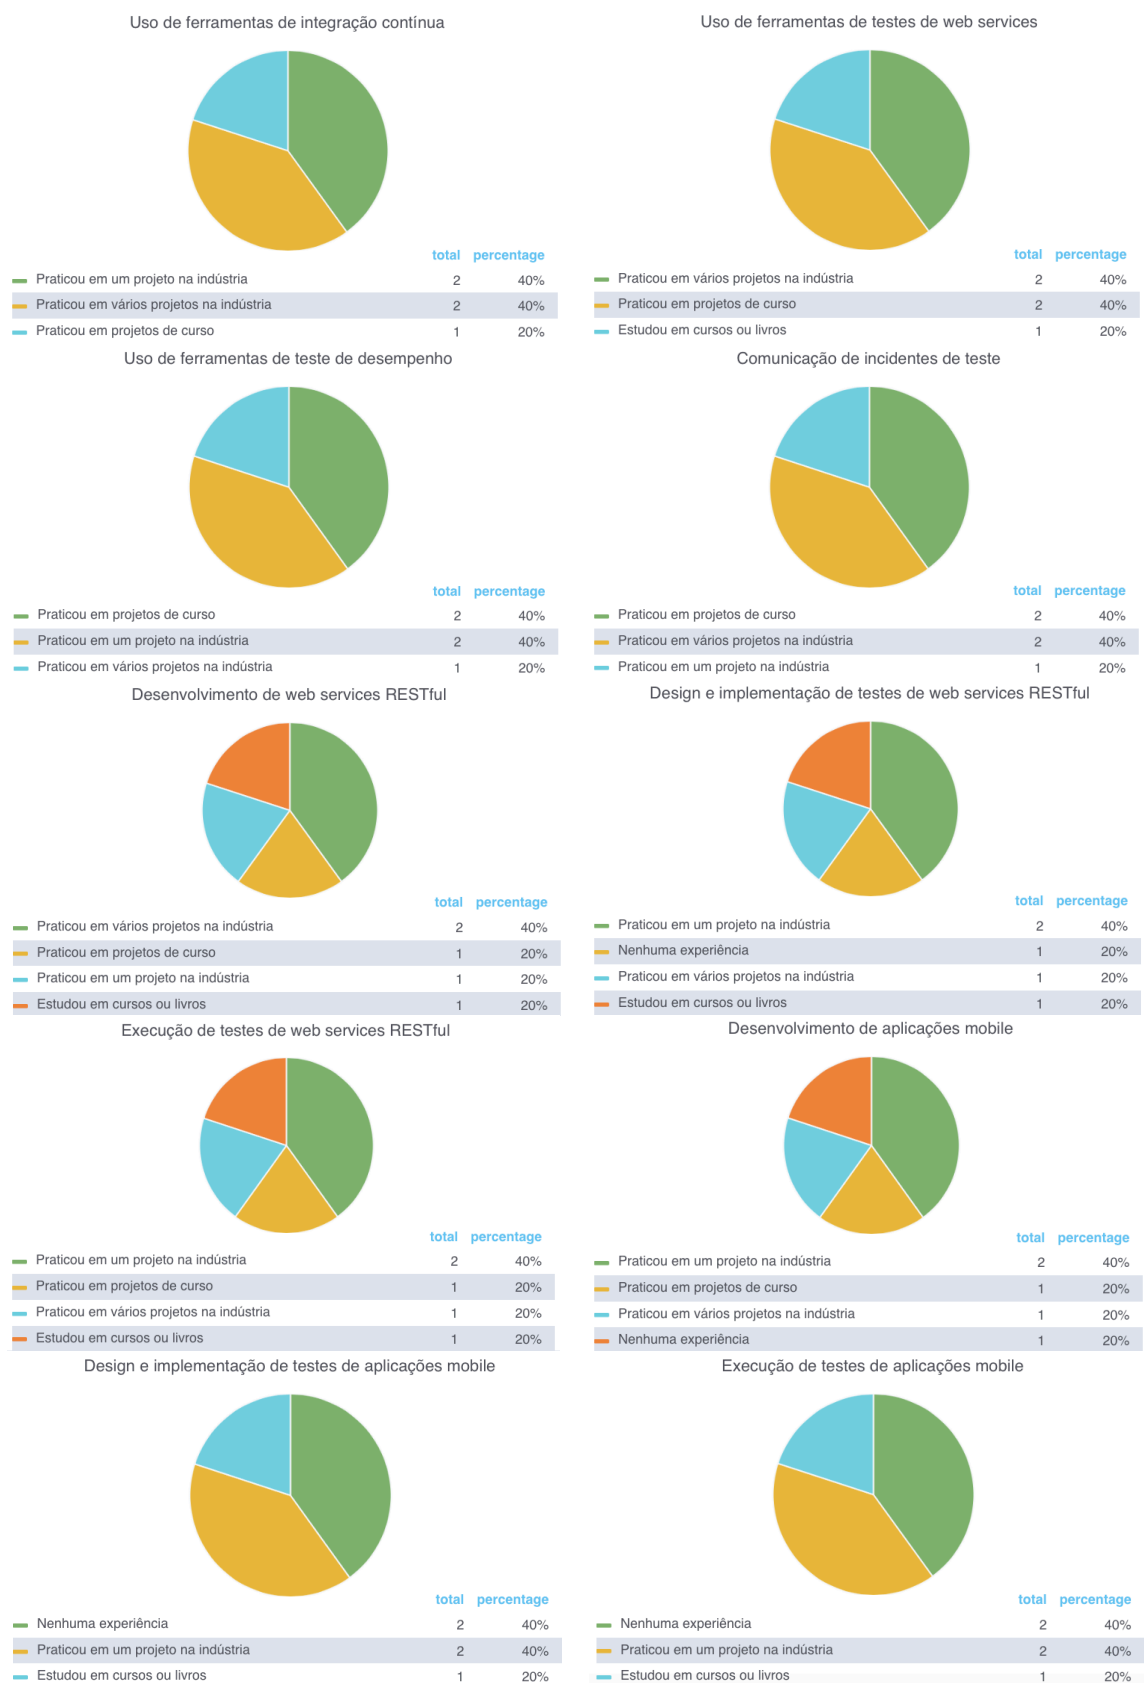 Uso de ferramentas de integração contínua
total percentage
Praticou em um projeto na indústria 2 40%
Praticou em vários projetos na indústria 2 40%
Praticou em projetos de curso 1 20%
Uso de ferramentas de testes de web services
total percentage
Praticou em vários projetos na indústria 2 40%
Praticou em projetos de curso 2 40%
Estudou em cursos ou livros 1 20%
Uso de ferramentas de teste de desempenho
total percentage
Praticou em projetos de curso 2 40%
Praticou em um projeto na indústria 2 40%
Praticou em vários projetos na indústria 1 20%
Comunicação de incidentes de teste
total percentage
Praticou em projetos de curso 2 40%
Praticou em vários projetos na indústria 2 40%
Praticou em um projeto na indústria 1 20%
Desenvolvimento de web services RESTful
total percentage
Praticou em vários projetos na indústria 2 40%
Praticou em projetos de curso 1 20%
Praticou em um projeto na indústria 1 20%
Estudou em cursos ou livros 1 20%
Design e implementação de testes de web services RESTful
total percentage
Praticou em um projeto na indústria 2 40%
Nenhuma experiência 1 20%
Praticou em vários projetos na indústria 1 20%
Estudou em cursos ou livros 1 20%
Execução de testes de web services RESTful
total percentage
Praticou em um projeto na indústria 2 40%
Praticou em projetos de curso 1 20%
Praticou em vários projetos na indústria 1 20%
Estudou em cursos ou livros 1 20%
Desenvolvimento de aplicações mobile
total percentage
Praticou em um projeto na indústria 2 40%
Praticou em projetos de curso 1 20%
Praticou em vários projetos na indústria 1 20%
Nenhuma experiência 1 20%
Design e implementação de testes de aplicações mobile
total percentage
Nenhuma experiência 2 40%
Praticou em um projeto na indústria 2 40%
Estudou em cursos ou livros 1 20%
Execução de testes de aplicações mobile
total percentage
Nenhuma experiência 2 40%
Praticou em um projeto na indústria 2 40%
Estudou em cursos ou livros 1 20%